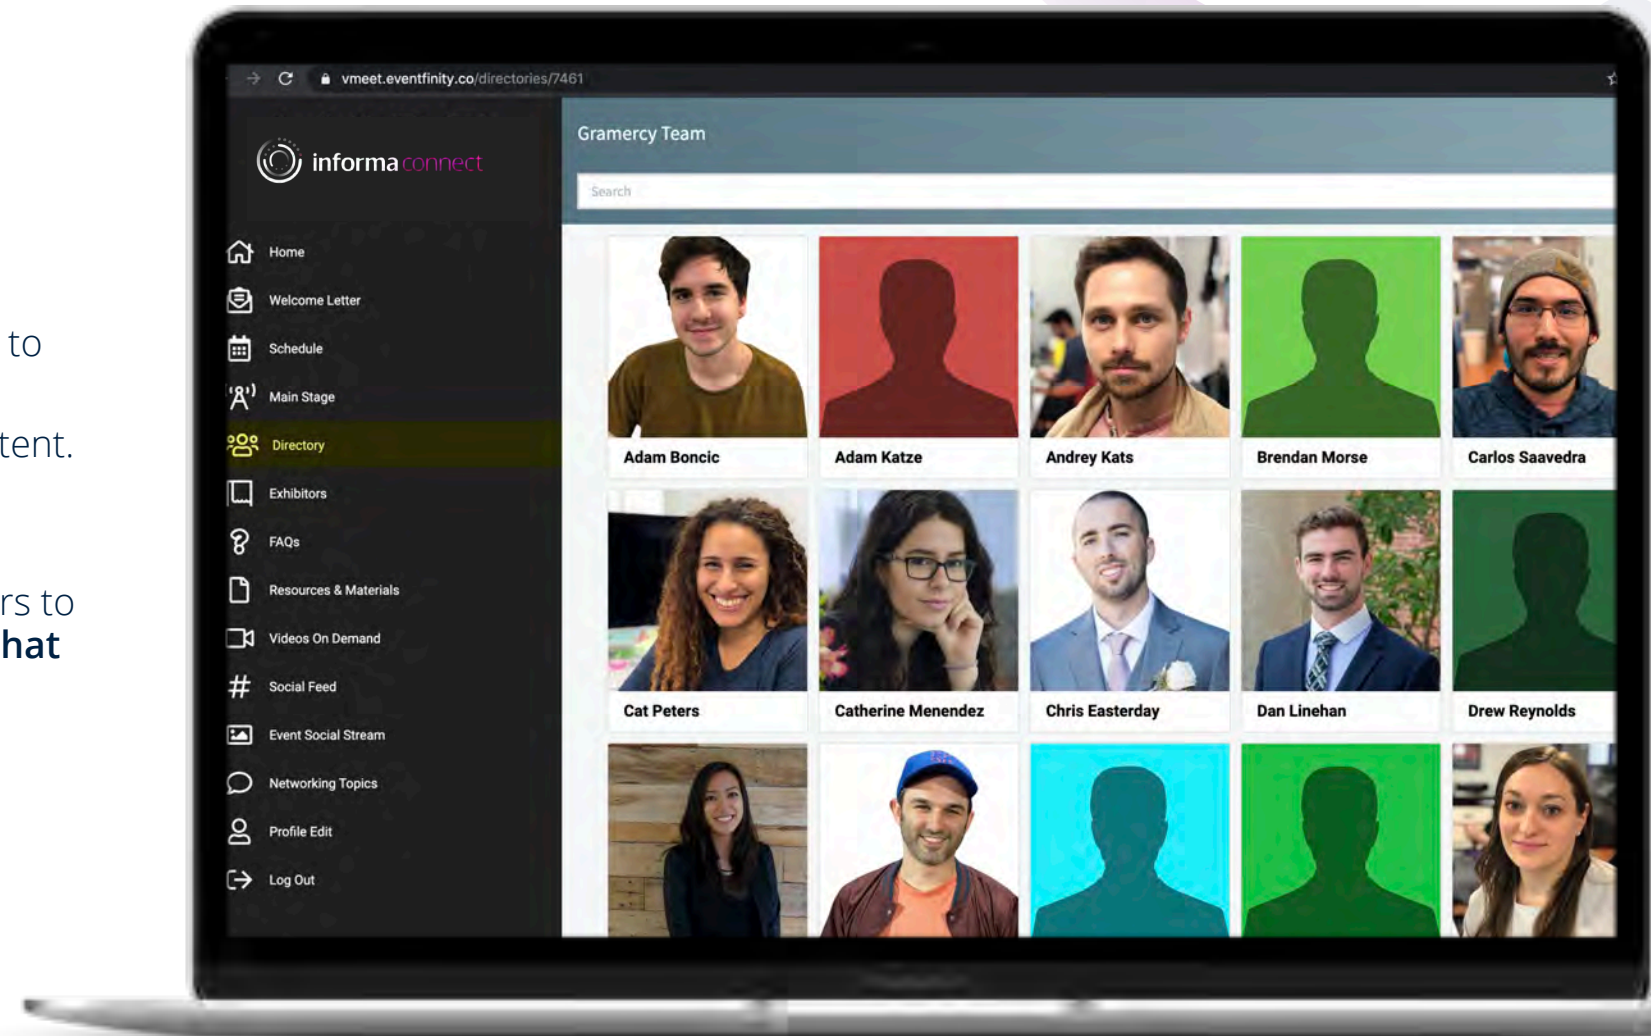 to
tent.
rs to
hat
vmeet.eventfinity.co/directories/7461
informa connect
Home
Welcome Letter
Schedule
Main Stage
Directory
Exhibitors
FAQs
Resources & Materials
Videos On Demand
Social Feed
Event Social Stream
Networking Topics
Profile Edit
Log Out
Gramercy Team
Search
Adam Boncic
Adam Katze
Andrey Kats
Brendan Morse
Carlos Saavedra
Cat Peters
Catherine Menendez
Chris Easterday
Dan Linehan
Drew Reynolds